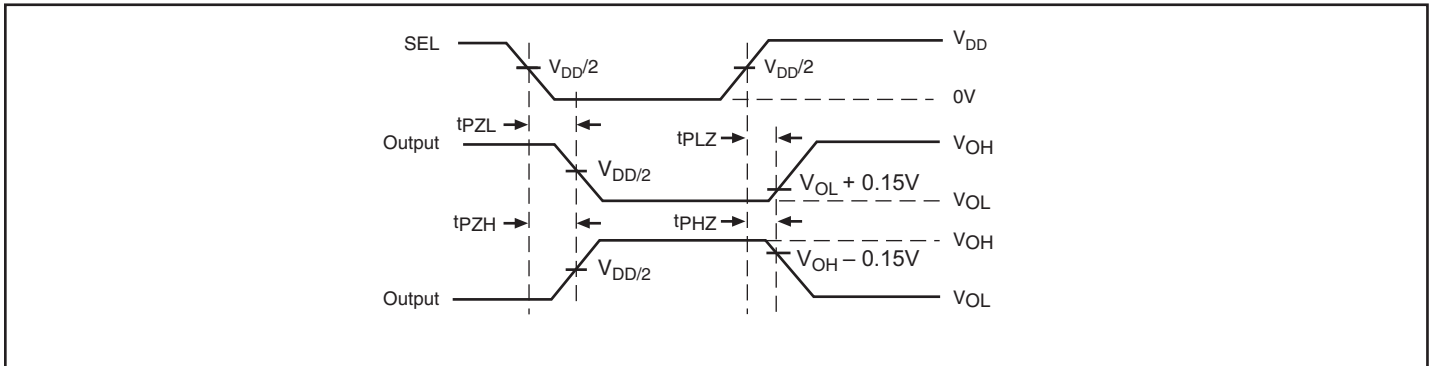 SEL
VDD/2
VDD/2
VDD
0V
tPZL
tPLZ
Output
VDD/2
VOH
VOL + 0.15V
VOL
tPZH
tPHZ
VOH
VDD/2
VOH – 0.15V
Output
VOL